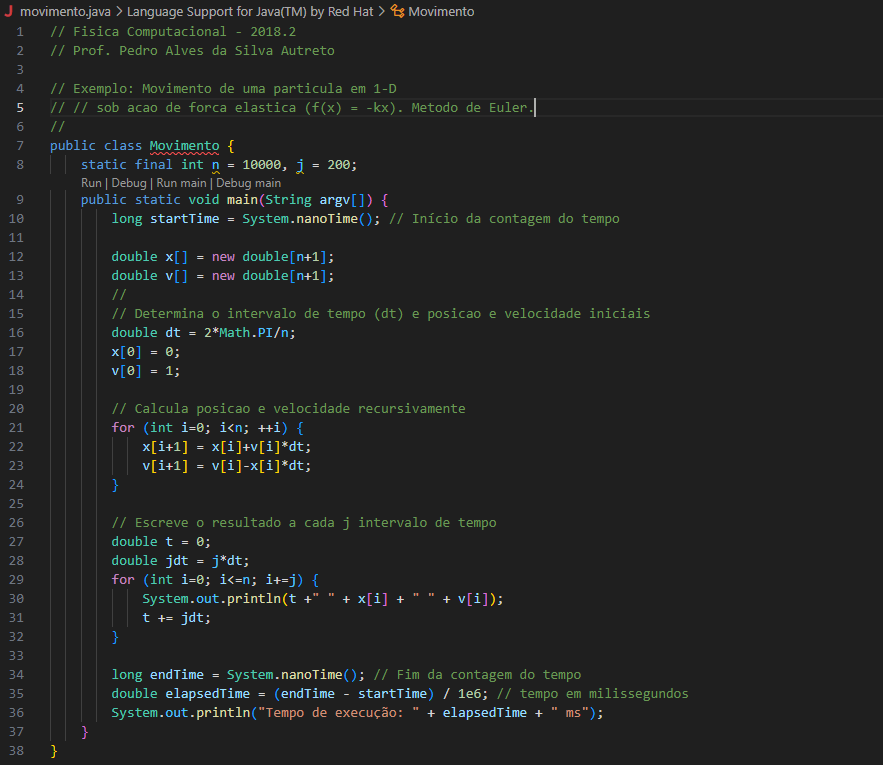 J movimento.java > Language Support for Java(TM) by Red Hat > Movimento
1 // Fisica Computacional - 2018.2
2 // Prof. Pedro Alves da Silva Autreto
3
4 // Exemplo: Movimento de uma particula em 1-D
5 // // sob acao de forca elastica (f(x) = -kx). Metodo de Euler.
6 //
7 public class Movimento {
8     static final int n = 10000, j = 200;
Run | Debug | Run main | Debug main
9     public static void main(String argv[]) {
10         long startTime = System.nanoTime(); // Início da contagem do tempo
11
12         double x[] = new double[n+1];
13         double v[] = new double[n+1];
14         //
15         // Determina o intervalo de tempo (dt) e posicao e velocidade iniciais
16         double dt = 2*Math.PI/n;
17         x[0] = 0;
18         v[0] = 1;
19
20         // Calcula posicao e velocidade recursivamente
21         for (int i=0; i<n; ++i) {
22             x[i+1] = x[i]+v[i]*dt;
23             v[i+1] = v[i]-x[i]*dt;
24         }
25
26         // Escreve o resultado a cada j intervalo de tempo
27         double t = 0;
28         double jdt = j*dt;
29         for (int i=0; i<=n; i+=j) {
30             System.out.println(t +" " + x[i] + " " + v[i]);
31             t += jdt;
32         }
33
34         long endTime = System.nanoTime(); // Fim da contagem do tempo
35         double elapsedTime = (endTime - startTime) / 1e6; // tempo em milissegundos
36         System.out.println("Tempo de execução: " + elapsedTime + " ms");
37     }
38 }